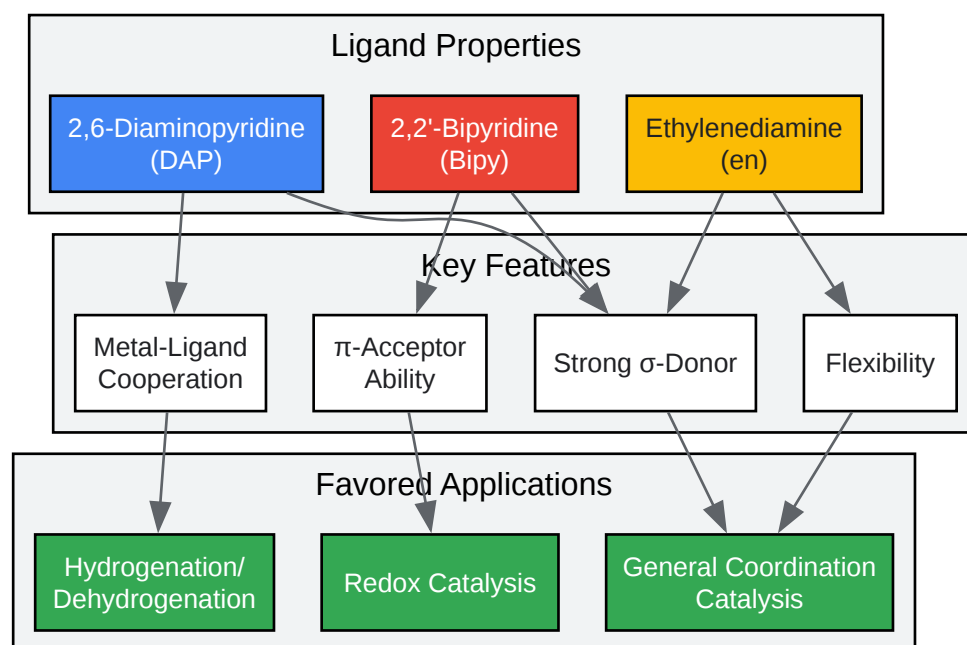 Ligand Properties
2,6-Diaminopyridine
(DAP)
2,2'-Bipyridine
(Bipy)
Ethylenediamine
(en)
Key Features
Metal-Ligand
Cooperation
π-Acceptor
Ability
Strong σ-Donor
Flexibility
Favored Applications
Hydrogenation/
Dehydrogenation
Redox Catalysis
General Coordination
Catalysis